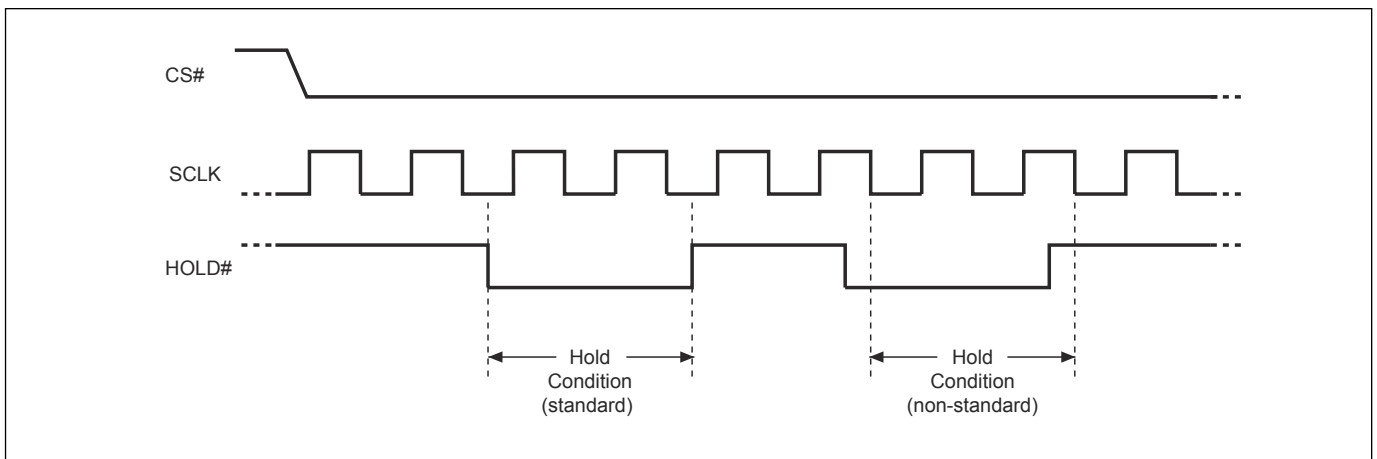 CS#
SCLK
HOLD#
Hold
Condition
(standard)
Hold
Condition
(non-standard)